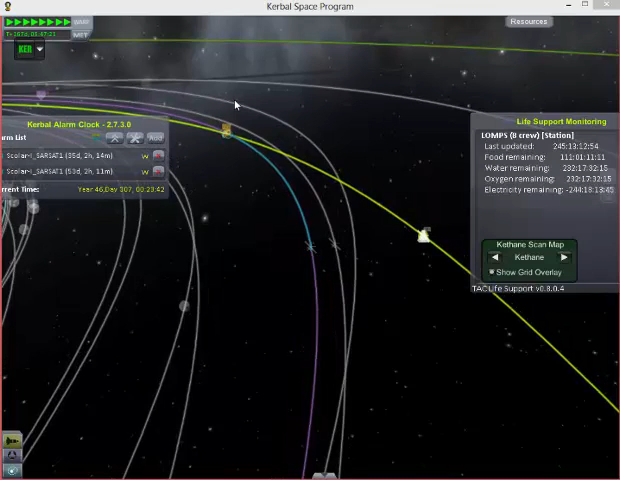 Kerbal Space Program
WARP
Resources
T+ 167d, 00:47:21
MET
KER
Kerbal Alarm Clock - 2.7.3.0
arm List
Add
Scolar-I_SARSAT1 (35d, 2h, 14m)
w
Scolar-I_SARSAT1 (53d, 2h, 11m)
w
rrent Time:
Year 46,Day 307, 00:23:42
Life Support Monitoring
LOMPS (8 crew) [Station]
Last updated: 245:13:12:54
Food remaining: 111:01:11:11
Water remaining: 232:17:32:15
Oxygen remaining: 232:17:32:15
Electricity remaining -244:18:13:45
Kethane Scan Map
Kethane
Show Grid Overlay
TAC Life Support v0.8.0.4